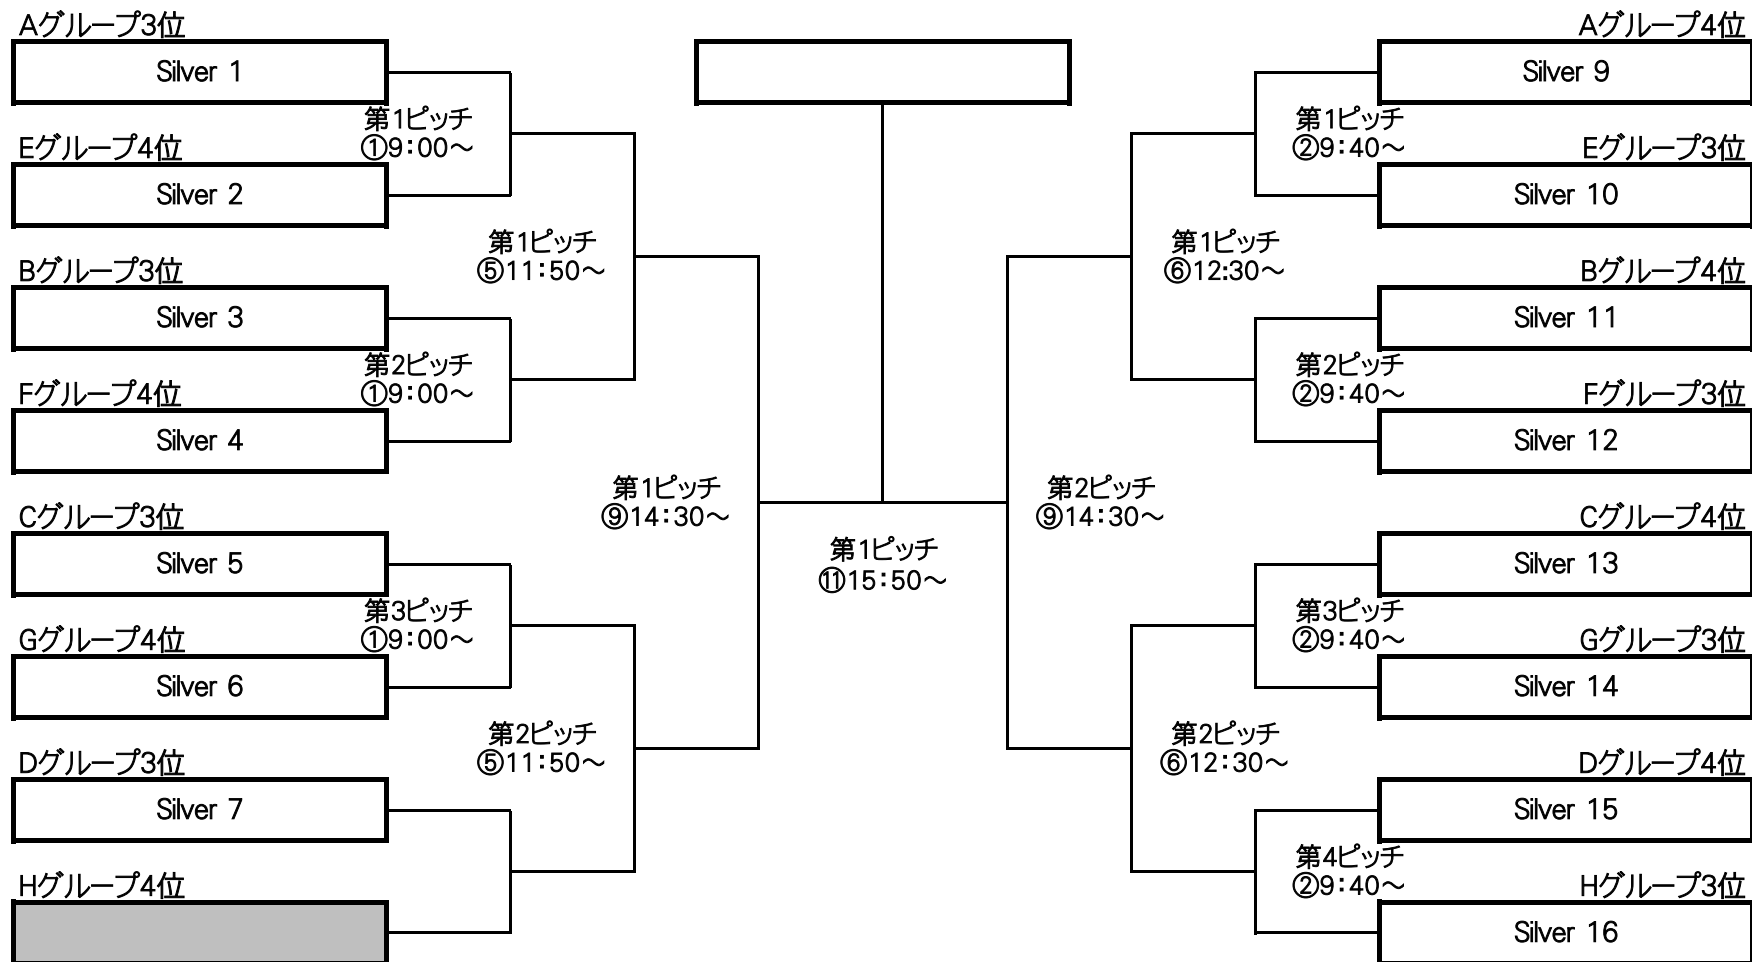 Aグループ3位
Silver 1
第1ピッチ
①9：00～
Eグループ4位
Silver 2
第1ピッチ
⑤11：50～
Bグループ3位
Silver 3
第2ピッチ
①9：00～
Fグループ4位
Silver 4
第1ピッチ
⑨14：30～
Cグループ3位
Silver 5
第3ピッチ
①9：00～
Gグループ4位
Silver 6
第2ピッチ
⑤11：50～
Dグループ3位
Silver 7
Hグループ4位
第1ピッチ
⑪15：50～
Aグループ4位
Silver 9
第1ピッチ
②9：40～
Eグループ3位
Silver 10
第1ピッチ
⑥12:30～
Bグループ4位
Silver 11
第2ピッチ
②9：40～
Fグループ3位
Silver 12
第2ピッチ
⑨14：30～
Cグループ4位
Silver 13
第3ピッチ
②9：40～
Gグループ3位
Silver 14
第2ピッチ
⑥12：30～
Dグループ4位
Silver 15
第4ピッチ
②9：40～
Hグループ3位
Silver 16